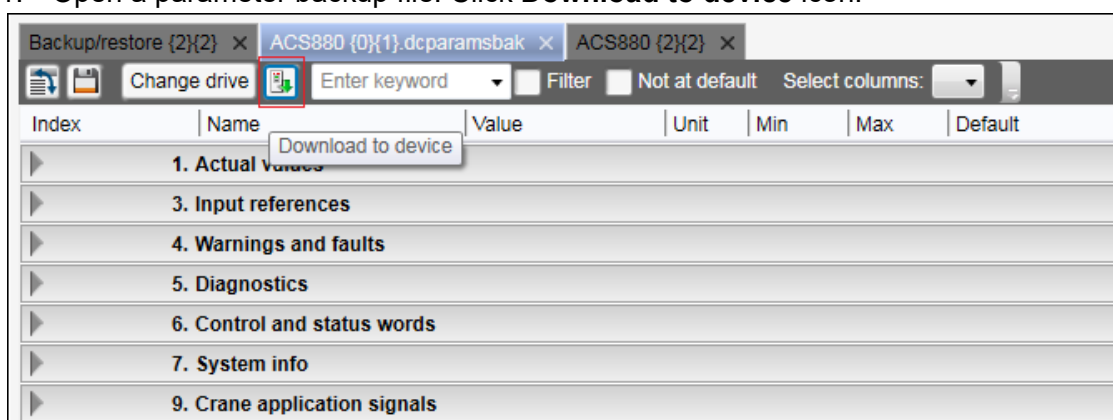 Open a parameter backup file. Click Download to device icon.
Backup/restore {2}{2} × ACS880 {0}{1}.dcparamsbak × ACS880 {2}{2} ×
Change drive Enter keyword Filter Not at default Select columns:
Index Name Value Unit Min Max Default
Download to device
1. Actual values
3. Input references
4. Warnings and faults
5. Diagnostics
6. Control and status words
7. System info
9. Crane application signals